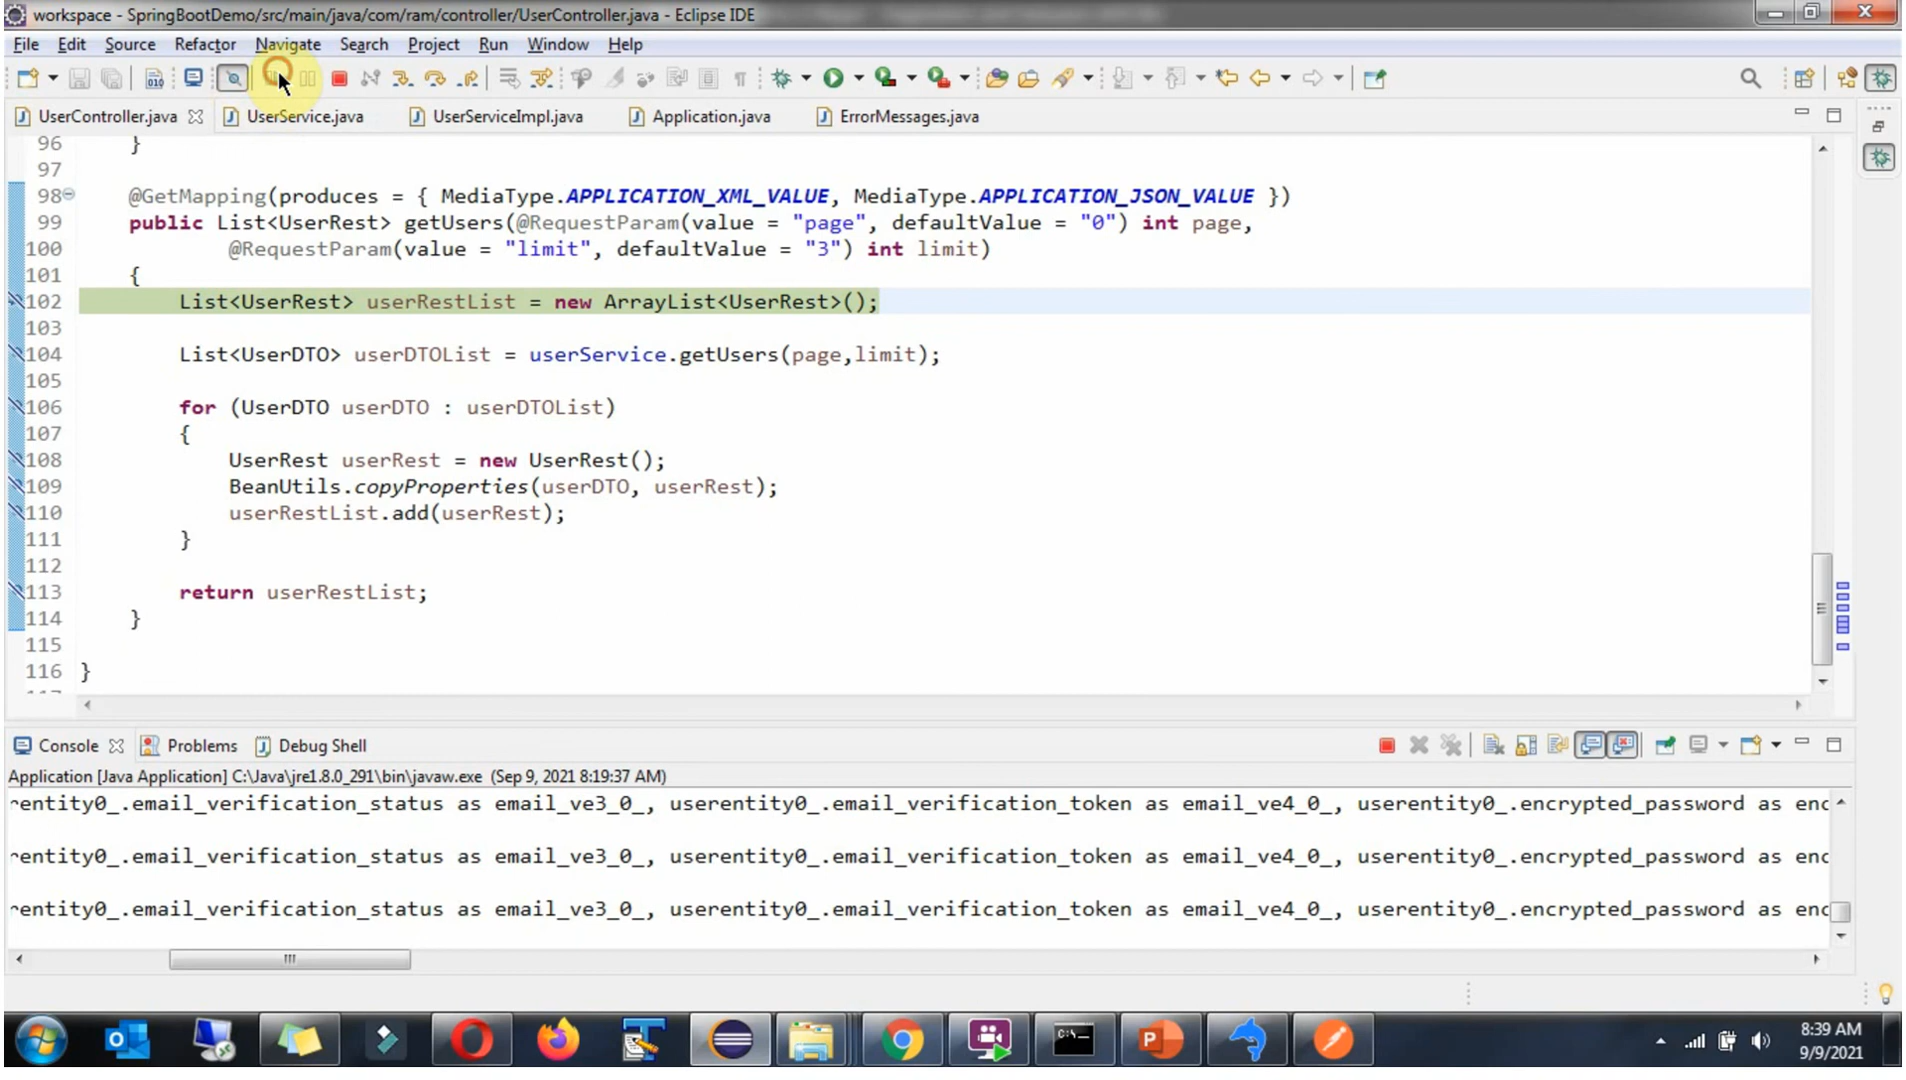 workspace - SpringBootDemo/src/main/java/com/ram/controller/UserController.java - Eclipse IDE
File Edit Source Refactor Navigate Search Project Run Window Help
UserController.java UserService.java UserServiceImpl.java Application.java ErrorMessages.java
96 }
97
98 @GetMapping(produces = { MediaType.APPLICATION_XML_VALUE, MediaType.APPLICATION_JSON_VALUE })
99 public List<UserRest> getUsers(@RequestParam(value = "page", defaultValue = "0") int page,
100 @RequestParam(value = "limit", defaultValue = "3") int limit)
101 {
102 List<UserRest> userRestList = new ArrayList<UserRest>();
103
104 List<UserDTO> userDTOList = userService.getUsers(page,limit);
105
106 for (UserDTO userDTO : userDTOList)
107 {
108 UserRest userRest = new UserRest();
109 BeanUtils.copyProperties(userDTO, userRest);
110 userRestList.add(userRest);
111 }
112
113 return userRestList;
114 }
115
116 }
Console Problems Debug Shell
Application [Java Application] C:\Java\jre1.8.0_291\bin\javaw.exe (Sep 9, 2021 8:19:37 AM)
rentity0_.email_verification_status as email_ve3_0_, userentity0_.email_verification_token as email_ve4_0_, userentity0_.encrypted_password as enc
rentity0_.email_verification_status as email_ve3_0_, userentity0_.email_verification_token as email_ve4_0_, userentity0_.encrypted_password as enc
rentity0_.email_verification_status as email_ve3_0_, userentity0_.email_verification_token as email_ve4_0_, userentity0_.encrypted_password as enc
8:39 AM
9/9/2021